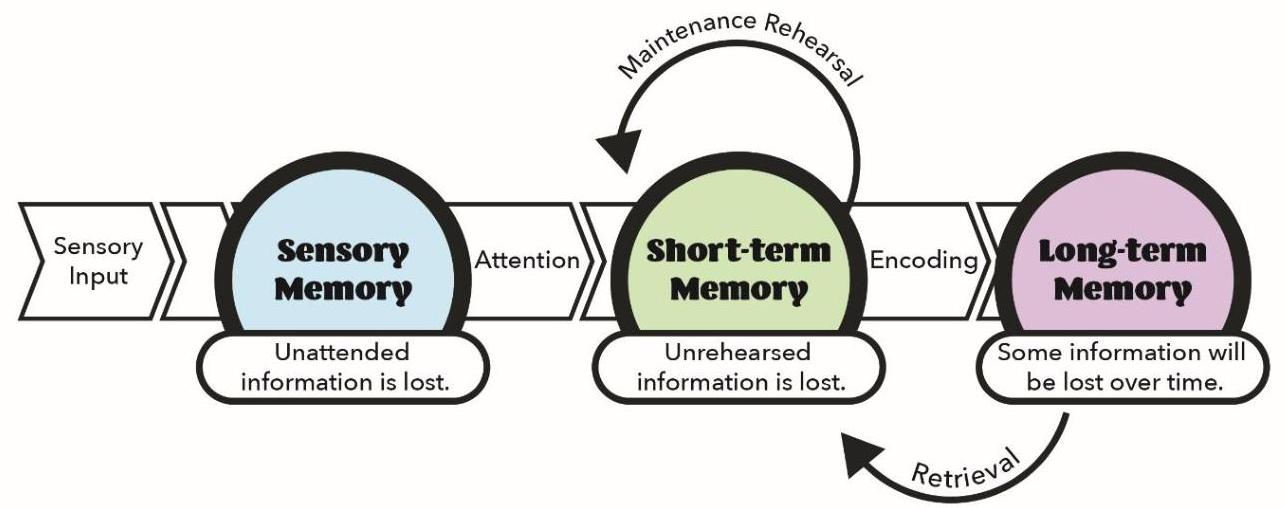 Maintenance Rehearsal
Sensory
Input
Sensory
Memory
Attention
Short-term
Memory
Encoding
Long-term
Memory
Unattended
information is lost.
Unrehearsed
information is lost.
Some information will
be lost over time.
Retrieval